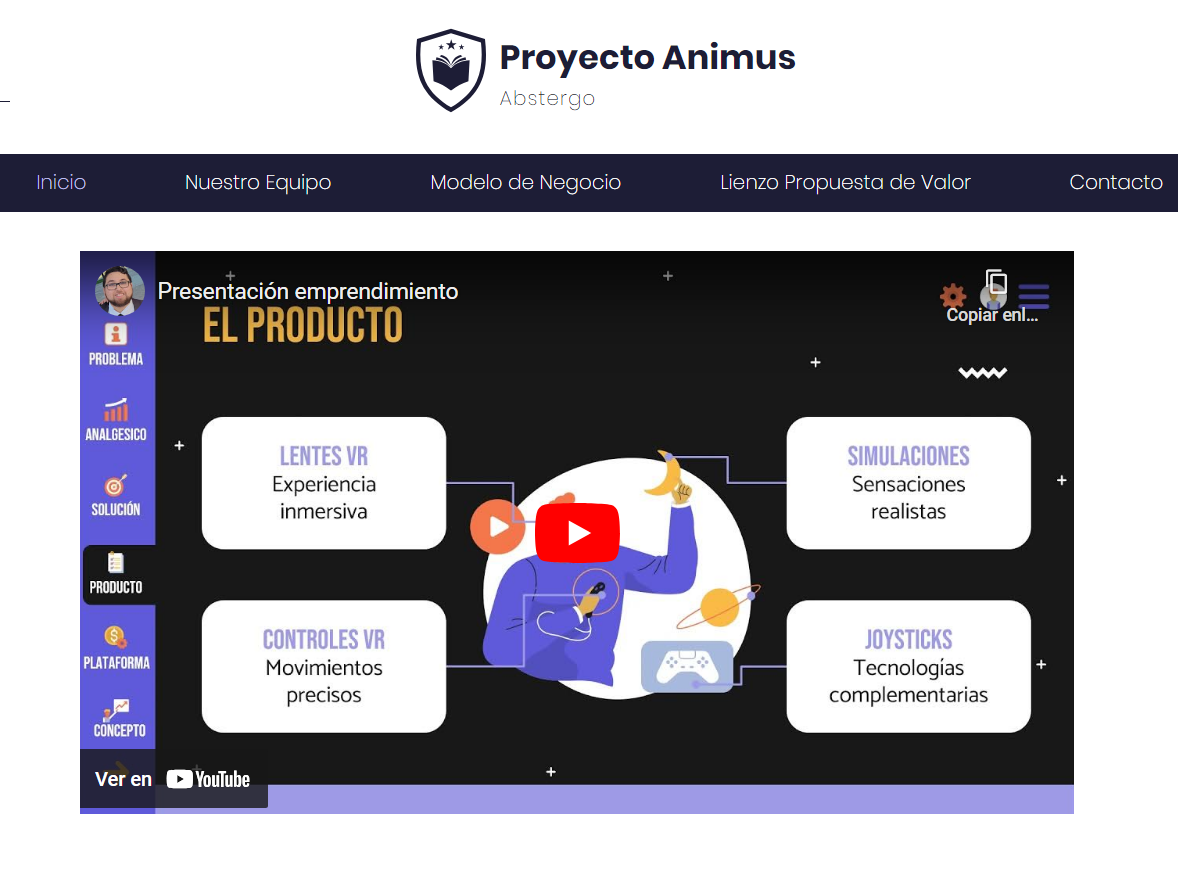 Proyecto Animus
Abstergo
Inicio
Nuestro Equipo
Modelo de Negocio
Lienzo Propuesta de Valor
Contacto
Presentación emprendimiento
Copiar enl...
EL PRODUCTO
PROBLEMA
ANALGESICO
SOLUCIÓN
PRODUCTO
PLATAFORMA
CONCEPTO
LENTES VR
Experiencia
inmersiva
SIMULACIONES
Sensaciones
realistas
CONTROLES VR
Movimientos
precisos
JOYSTICKS
Tecnologías
complementarias
Ver en YouTube